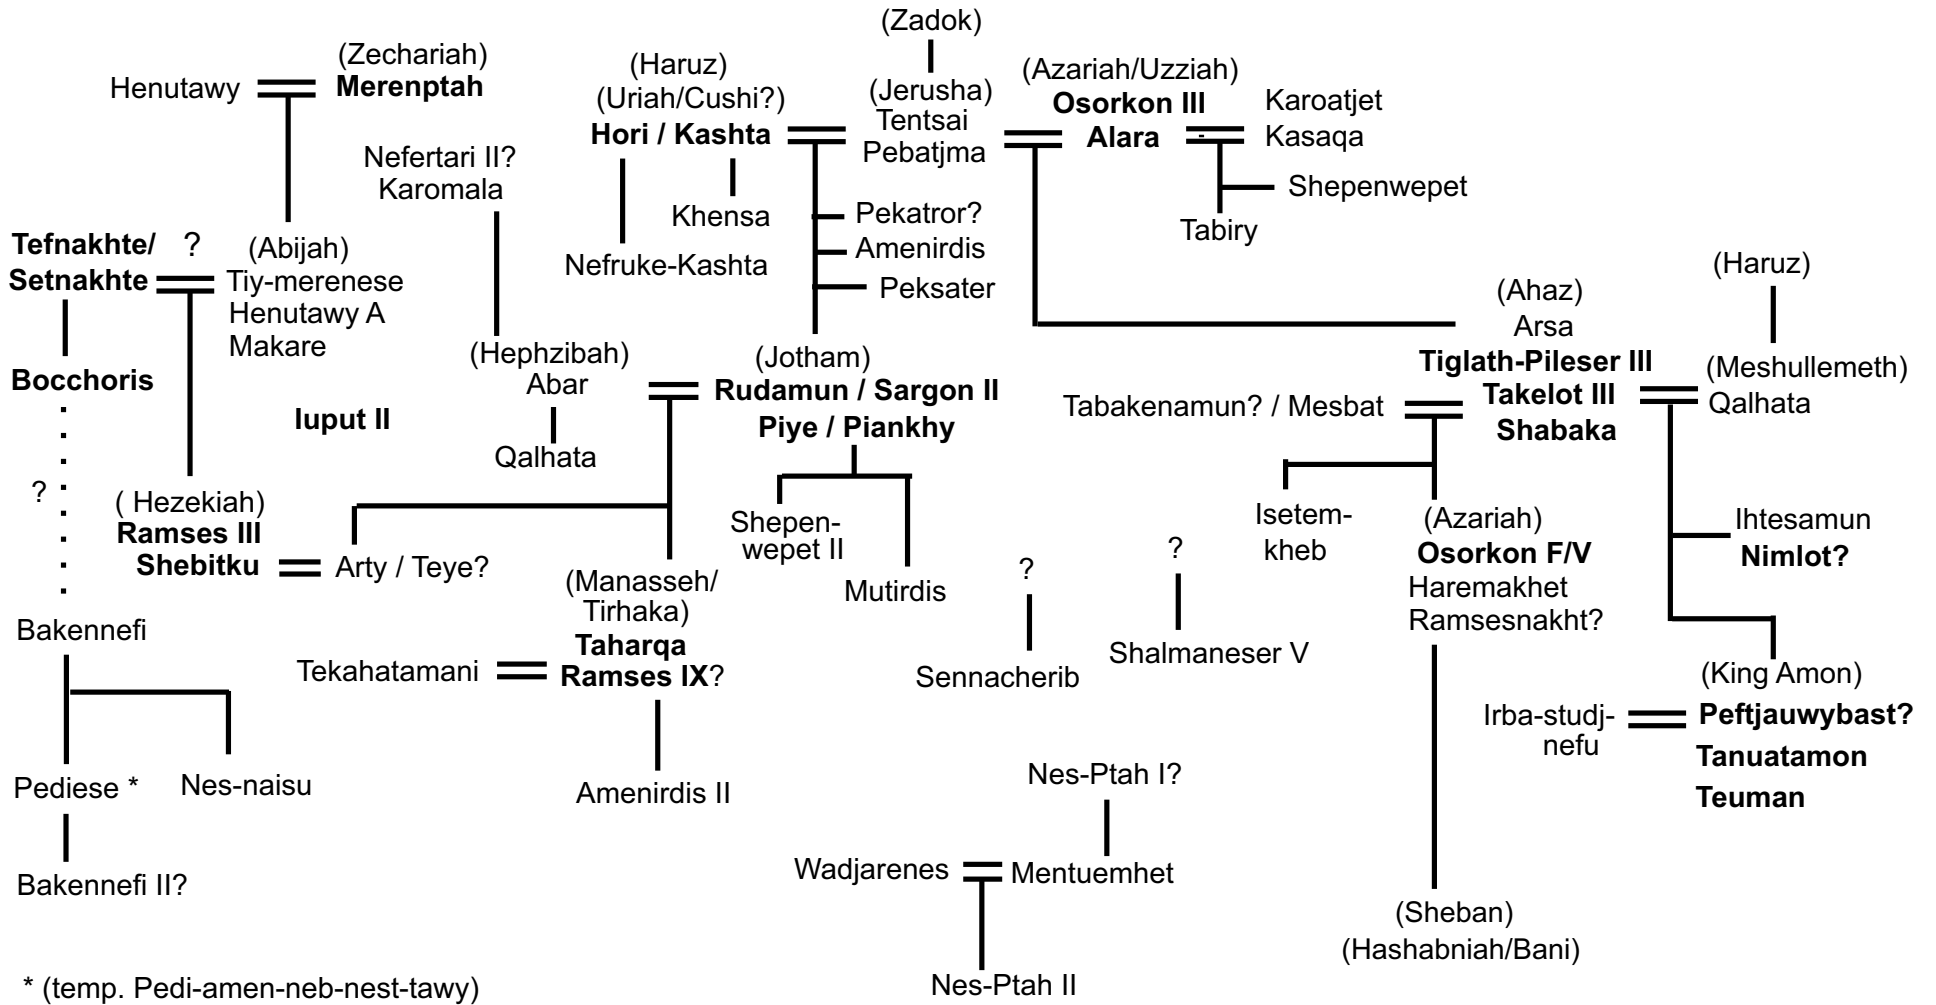 (Zadok)
(Zechariah)
Henutawy
Merenptah
(Haruz)
(Uriah/Cushi?)
Hori / Kashta
(Jerusha)
Tentsai
Pebatjma
(Azariah/Uzziah)
Osorkon III
Alara
Karoatjet
Kasaqa
Nefertari II?
Karomala
Khensa
Nefruke-Kashta
Pekatror?
Amenirdis
Peksater
Shepenwepet
Tabiry
Tefnakhte/
Setnakhte
?
(Abijah)
Tiy-merenese
Henutawy A
Makare
(Haruz)
(Ahaz)
Arsa
Tiglath-Pileser III
Takelot III
Shabaka
(Meshullemeth)
Qalhata
Bocchoris
Iuput II
(Hephzibah)
Abar
Qalhata
(Jotham)
Rudamun / Sargon II
Piye / Piankhy
Tabakenamun? / Mesbat
?
( Hezekiah)
Ramses III
Shebitku
Arty / Teye?
Shepen-
wepet II
Mutirdis
Isetem-
kheb
(Azariah)
Osorkon F/V
Haremakhet
Ramsesnakht?
Ihtesamun
Nimlot?
(Manasseh/
Tirhaka)
Taharqa
Ramses IX?
Tekahatamani
?
Sennacherib
?
Shalmaneser V
Bakennefi
(King Amon)
Irba-studj-
nefu
Peftjauwybast?
Tanuatamon
Teuman
Pediese *
Nes-naisu
Amenirdis II
Nes-Ptah I?
Bakennefi II?
Wadjarenes
Mentuemhet
(Sheban)
(Hashabniah/Bani)
Nes-Ptah II
* (temp. Pedi-amen-neb-nest-tawy)